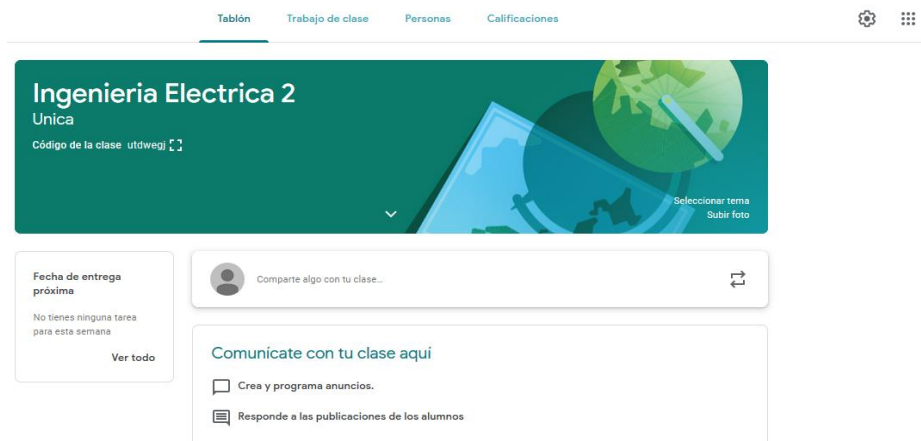 Tablón
Trabajo de clase
Personas
Calificaciones
Ingenieria Electrica 2
Unica
Código de la clase utdwegj
Seleccionar tema
Subir foto
Fecha de entrega
próxima
No tienes ninguna tarea
para esta semana
Ver todo
Comparte algo con tu clase...
Comunícate con tu clase aquí
Crea y programa anuncios.
Responde a las publicaciones de los alumnos